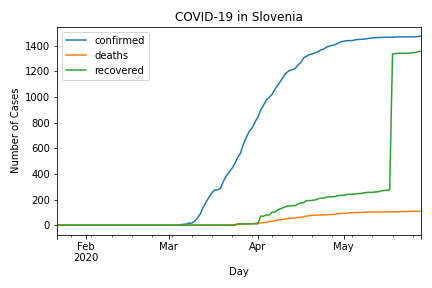 COVID-19 in Slovenia
confirmed
deaths
recovered
1400
1200
1000
800
600
400
200
0
Number of Cases
Feb
2020
Mar
Apr
May
Day